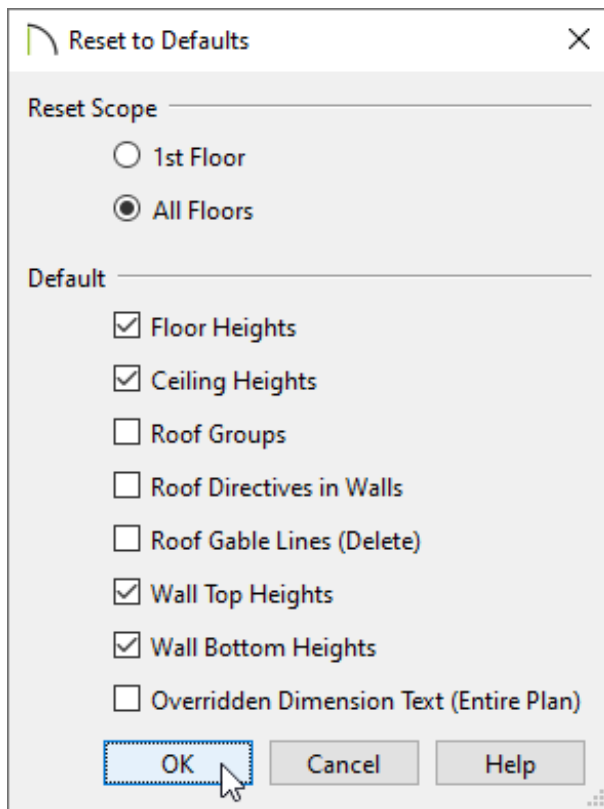 Reset to Defaults
Reset Scope
1st Floor
All Floors
Default
Floor Heights
Ceiling Heights
Roof Groups
Roof Directives in Walls
Roof Gable Lines (Delete)
Wall Top Heights
Wall Bottom Heights
Overridden Dimension Text (Entire Plan)
OK Cancel Help